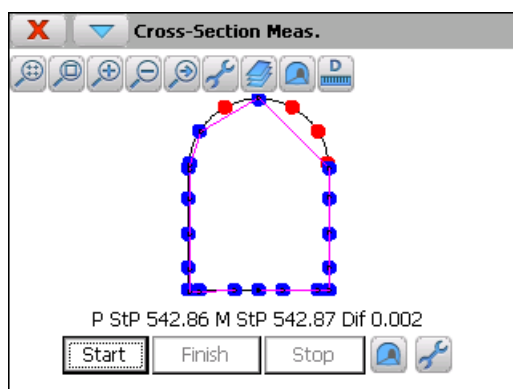 X Cross-Section Meas.
D
P StP 542.86 M StP 542.87 Dif 0.002
Start Finish Stop